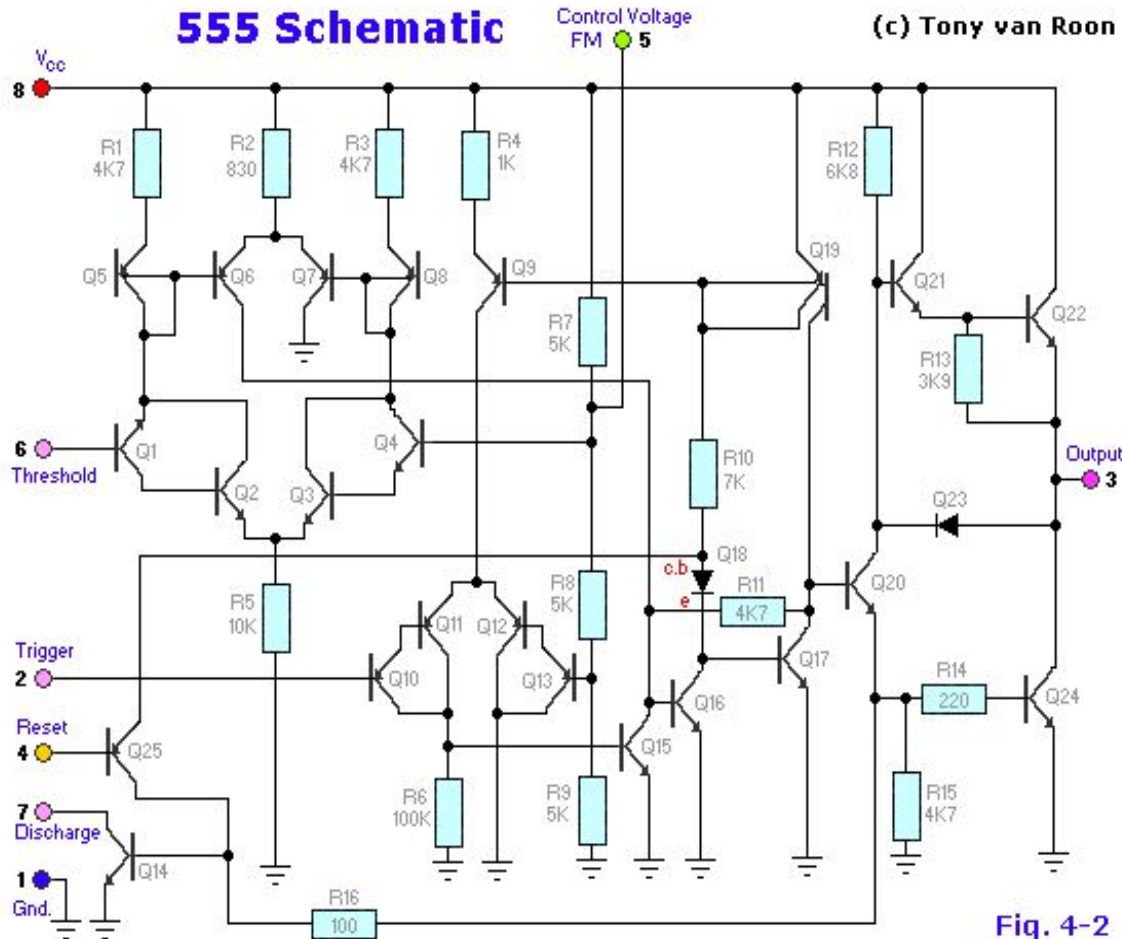 555 Schematic
Control Voltage
FM 5
(c) Tony van Roon
Vcc
8
R1
4K7
R2
830
R3
4K7
R4
1K
R12
6K8
Q5
Q6
Q7
Q8
Q9
Q19
Q21
Q22
R7
5K
R13
3K9
6
Threshold
Q1
Q2
Q3
Q4
R10
7K
Output
3
Q23
Q18
c.b
e
R11
4K7
Q20
R5
10K
R8
5K
Q11
Q12
Trigger
2
Q10
Q13
Q16
Q17
R14
220
Q24
Reset
4
Q25
Q15
7
Discharge
R6
100K
R9
5K
R15
4K7
Q14
1
Gnd.
R16
100
Fig. 4-2